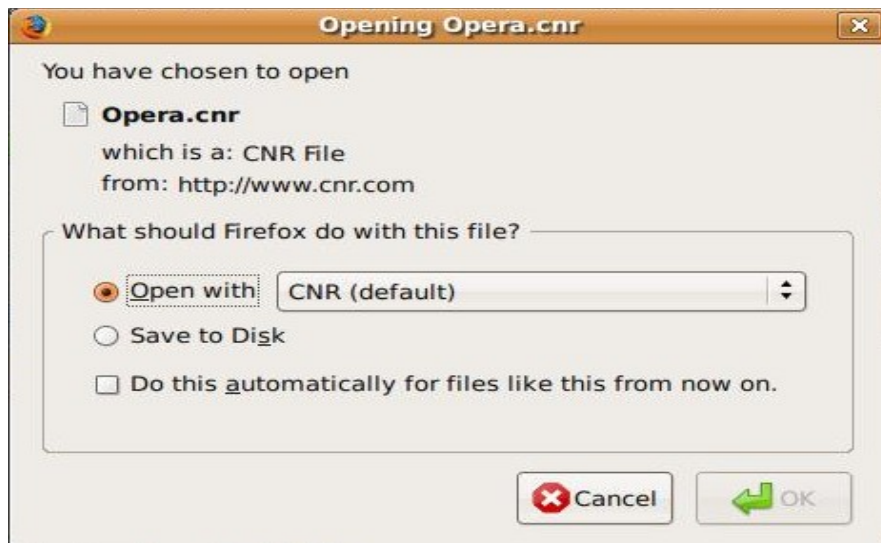 Opening Opera.cnr
You have chosen to open
Opera.cnr
which is a: CNR File
from: http://www.cnr.com
What should Firefox do with this file?
Open with CNR (default)
Save to Disk
Do this automatically for files like this from now on.
Cancel OK